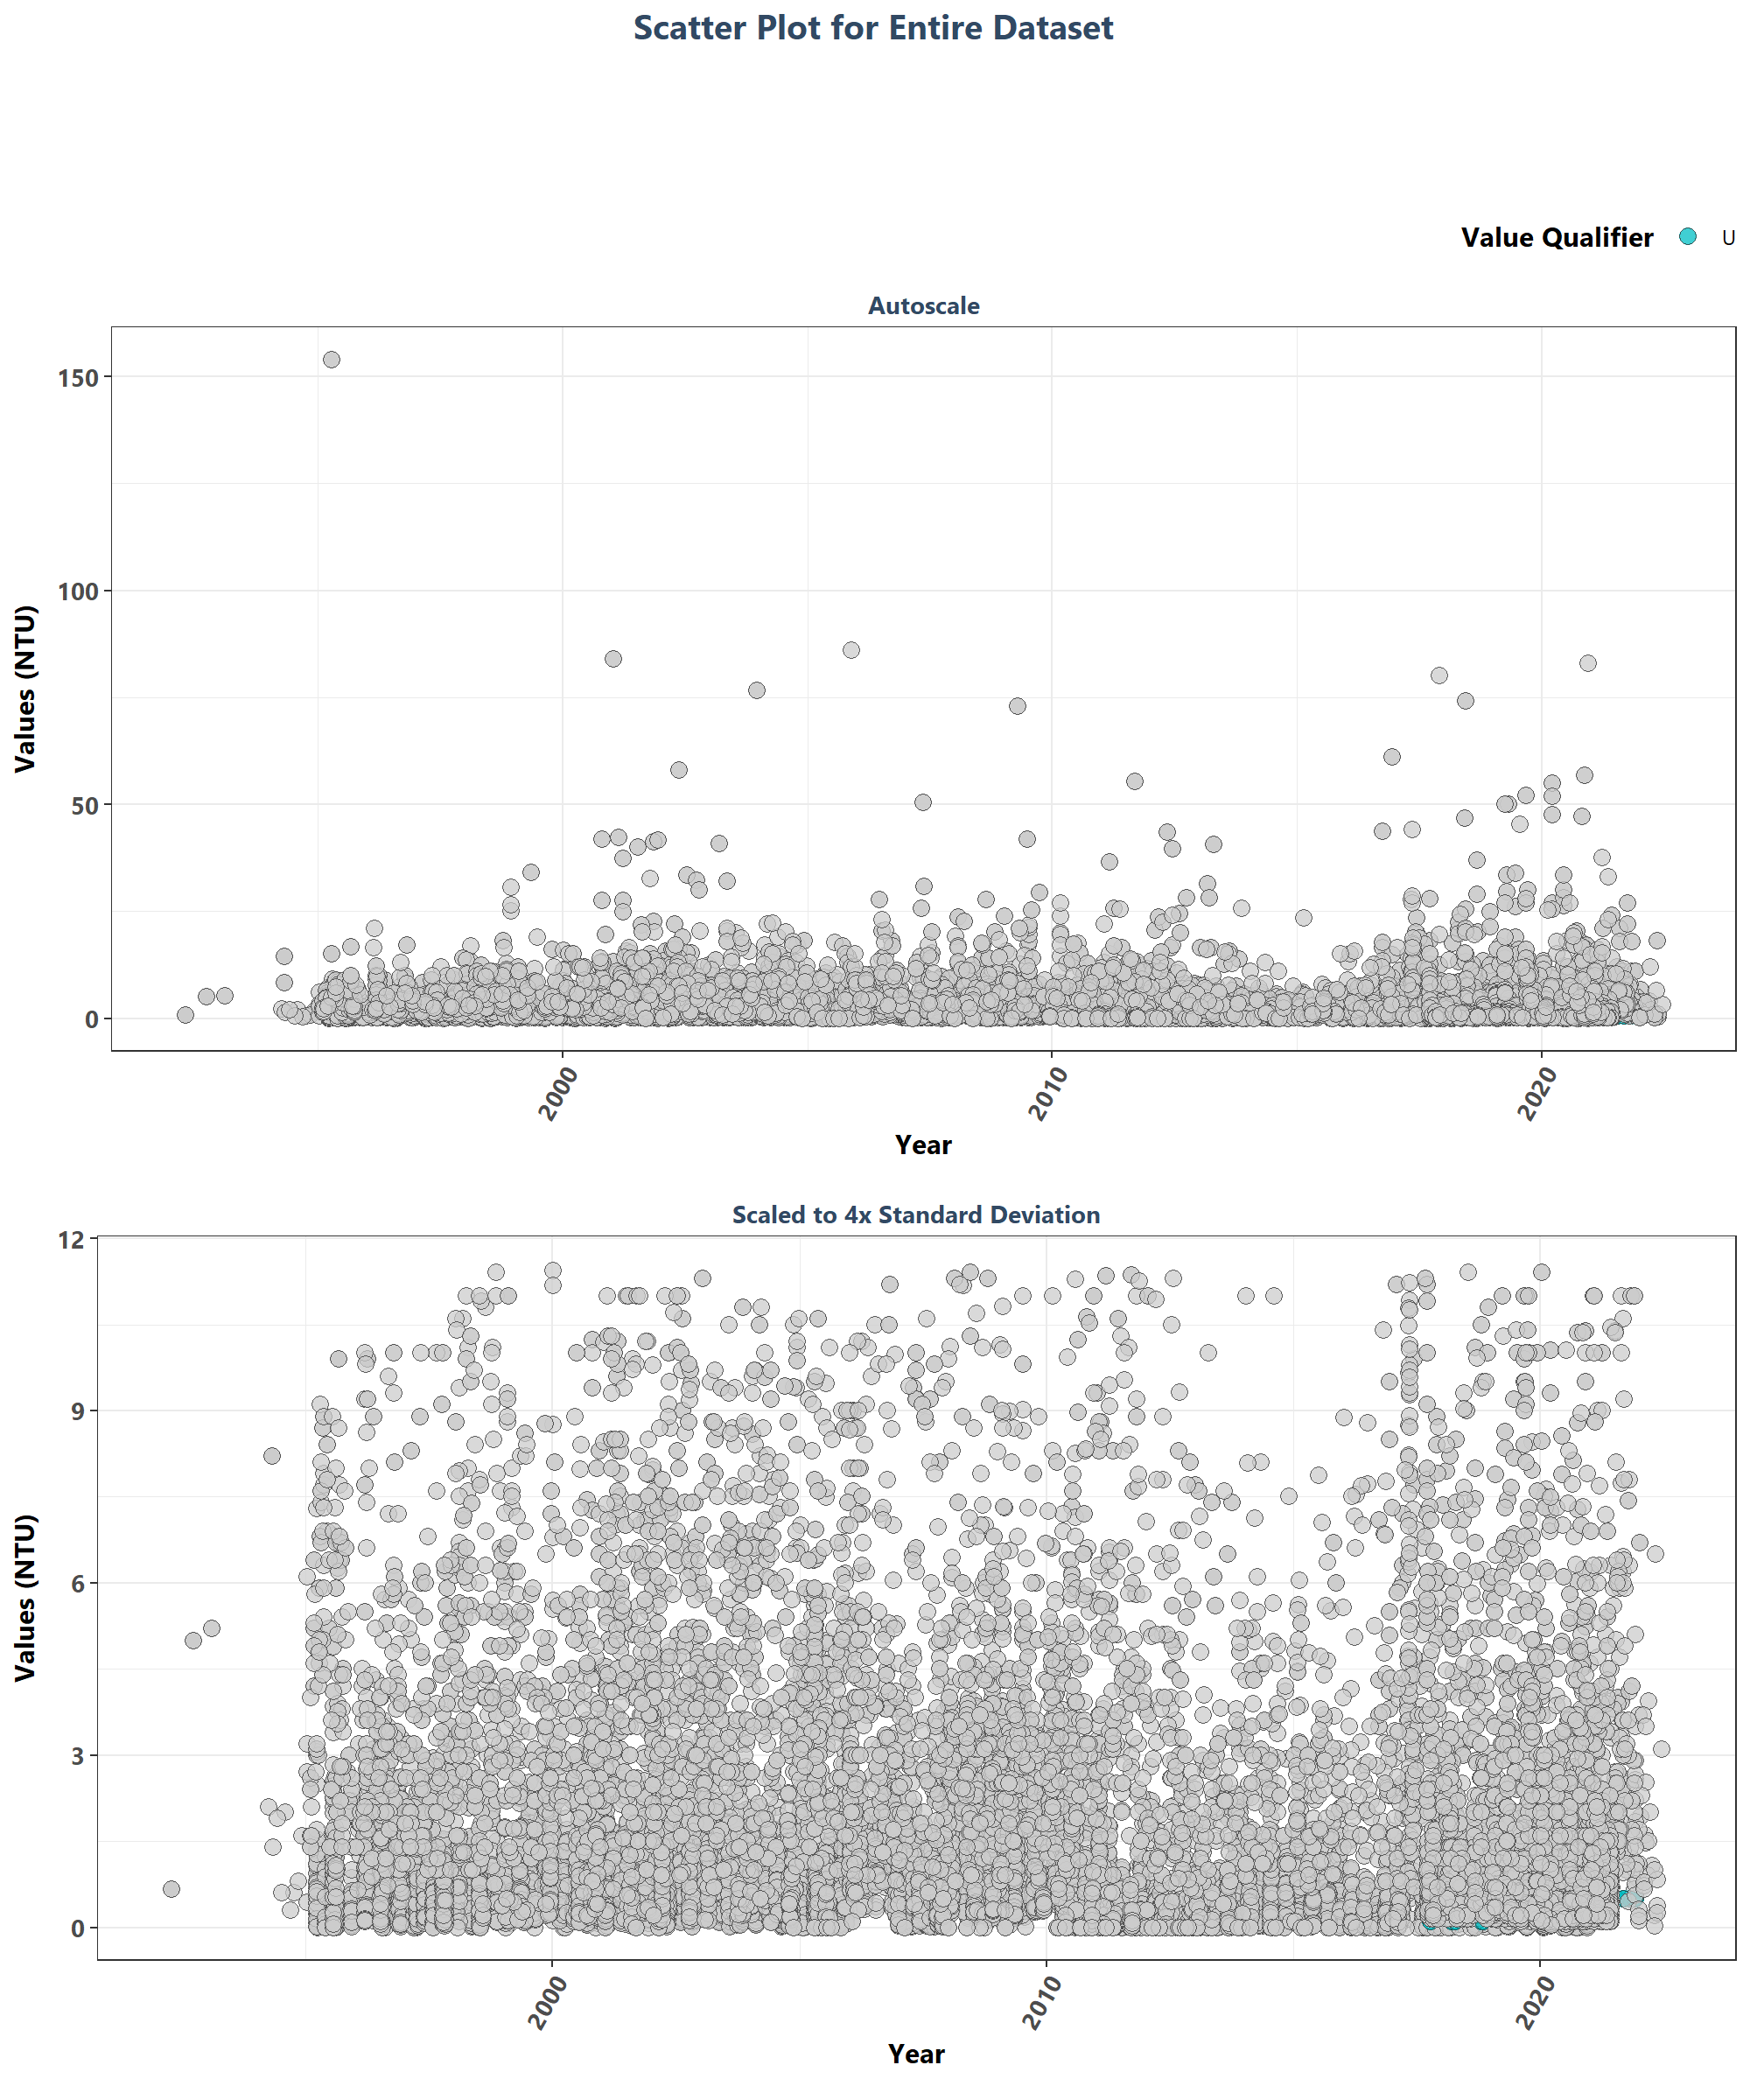 Scatter Plot for Entire Dataset
Value Qualifier U
Autoscale
150
100
50
0
Values (NTU)
2000 2010 2020
Year
Scaled to 4x Standard Deviation
12
9
6
3
0
Values (NTU)
2000 2010 2020
Year